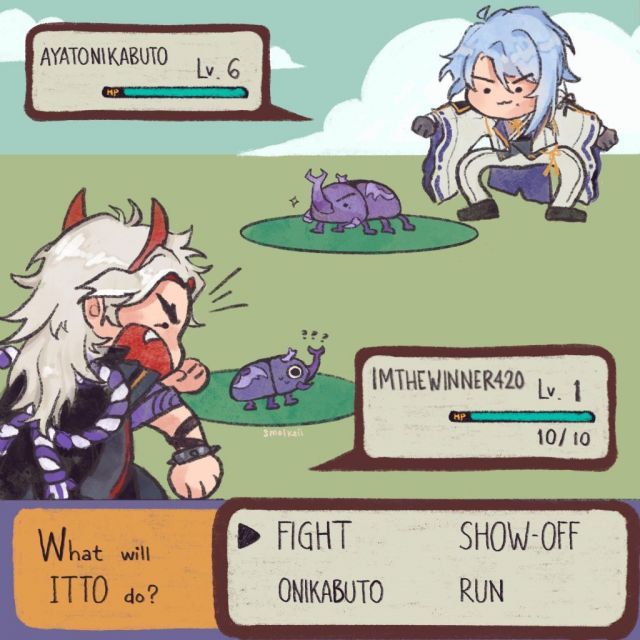 AYATONIKABUTO
Lv. 6
HP
???
IMTHEWINNER420
Lv. 1
HP
10/10
smolkaii
What will
ITTO do?
FIGHT
SHOW-OFF
ONIKABUTO
RUN